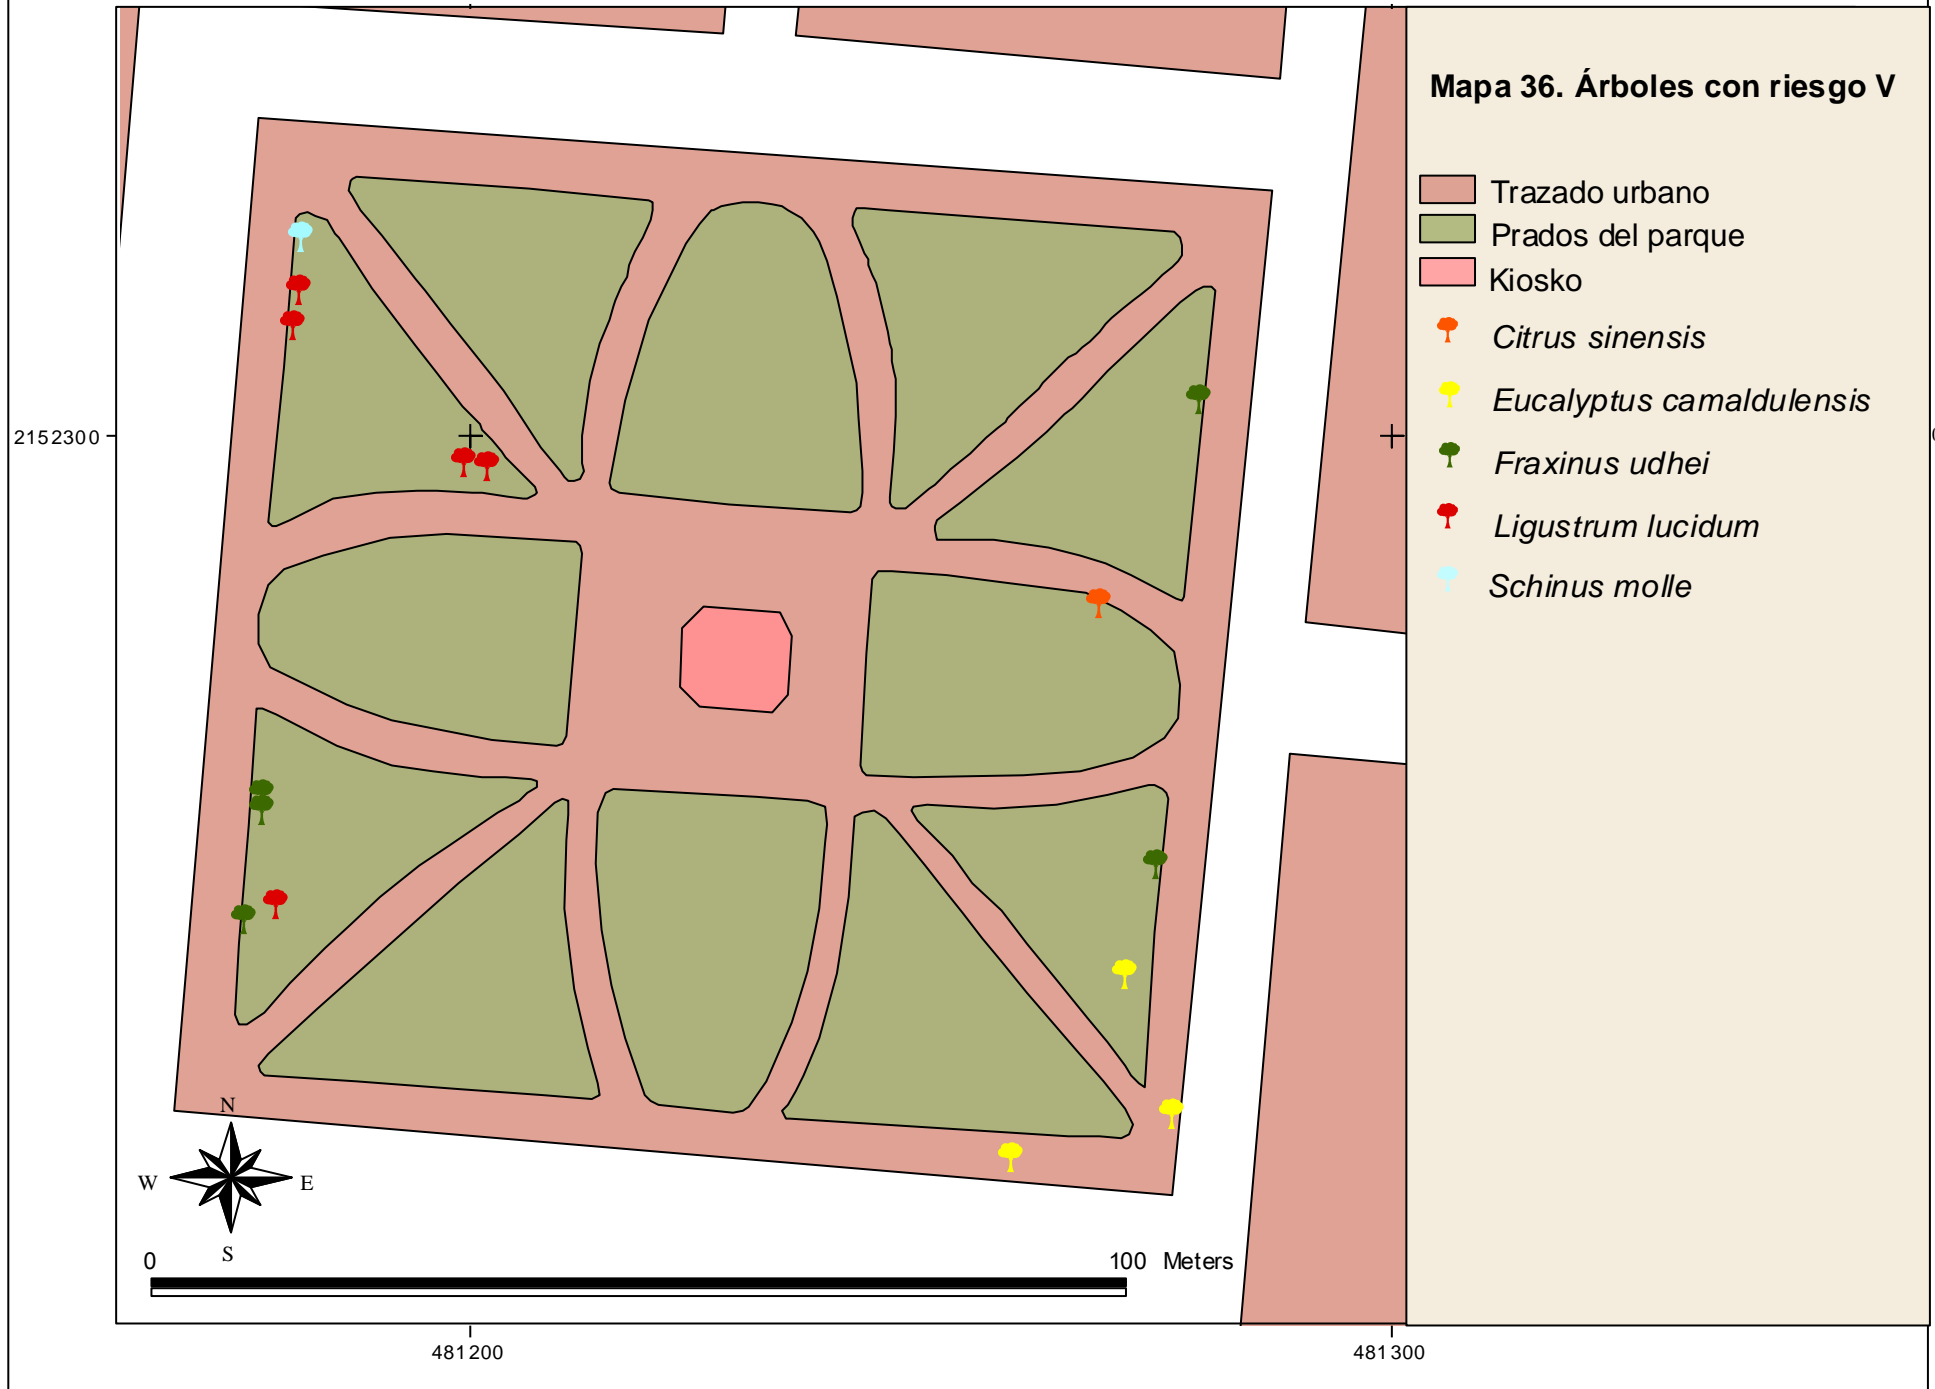 Mapa 36. Árboles con riesgo V
Trazado urbano
Prados del parque
Kiosko
Citrus sinensis
Eucalyptus camaldulensis
Fraxinus udhei
Ligustrum lucidum
Schinus molle
2152300
N
W E
S
0 100 Meters
481200 481300